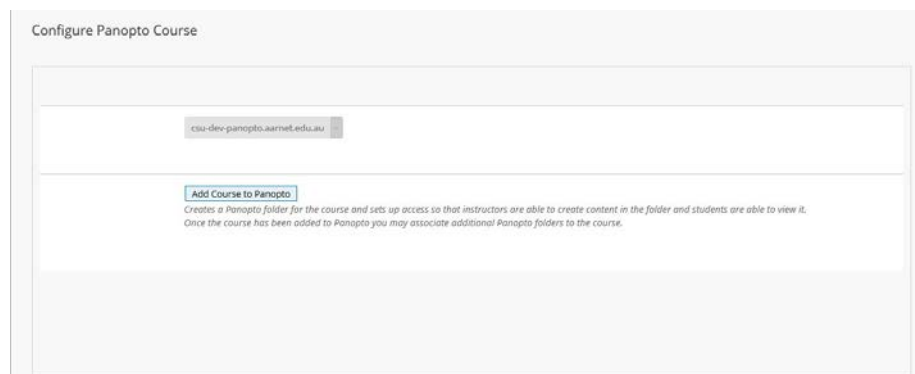 Configure Panopto Course
csu-dev-panopto.aarnet.edu.au
Add Course to Panopto
Creates a Panopto folder for the course and sets up access so that instructors are able to create content in the folder and students are able to view it.
Once the course has been added to Panopto you may associate additional Panopto folders to the course.